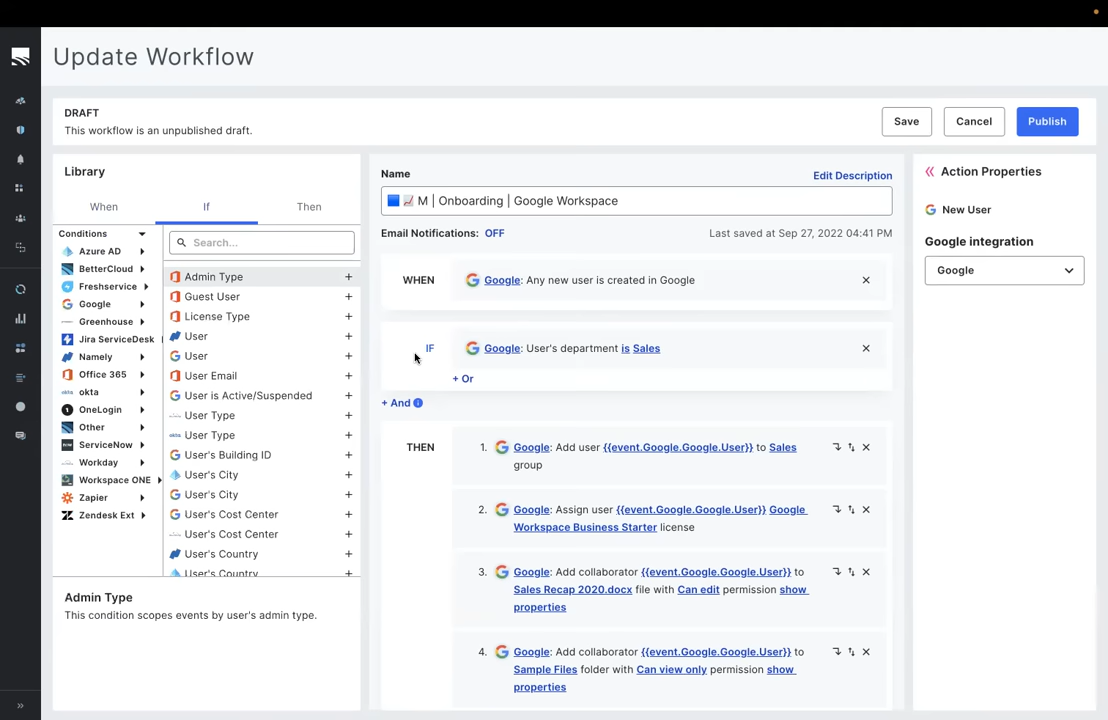 Update Workflow
DRAFT
This workflow is an unpublished draft.
Save
Cancel
Publish
Library
When
If
Then
Conditions
Azure AD
BetterCloud
Freshservice
Google
Greenhouse
Jira ServiceDesk
Namely
Office 365
okta
OneLogin
Other
ServiceNow
Workday
Workspace ONE
Zapier
Zendesk Ext
Search...
Admin Type
Guest User
License Type
User
User
User Email
User is Active/Suspended
User Type
User Type
User's Building ID
User's City
User's City
User's Cost Center
User's Cost Center
User's Country
User's Country
Admin Type
This condition scopes events by user's admin type.
Name
Edit Description
M | Onboarding | Google Workspace
Email Notifications: OFF
Last saved at Sep 27, 2022 04:41 PM
WHEN
Google: Any new user is created in Google
IF
Google: User's department is Sales
+ Or
+ And
THEN
1. Google: Add user {{event.Google.Google.User}} to Sales
group
2. Google: Assign user {{event.Google.Google.User}} Google
Workspace Business Starter license
3. Google: Add collaborator {{event.Google.Google.User}} to
Sales Recap 2020.docx file with Can edit permission show
properties
4. Google: Add collaborator {{event.Google.Google.User}} to
Sample Files folder with Can view only permission show
properties
Action Properties
New User
Google integration
Google